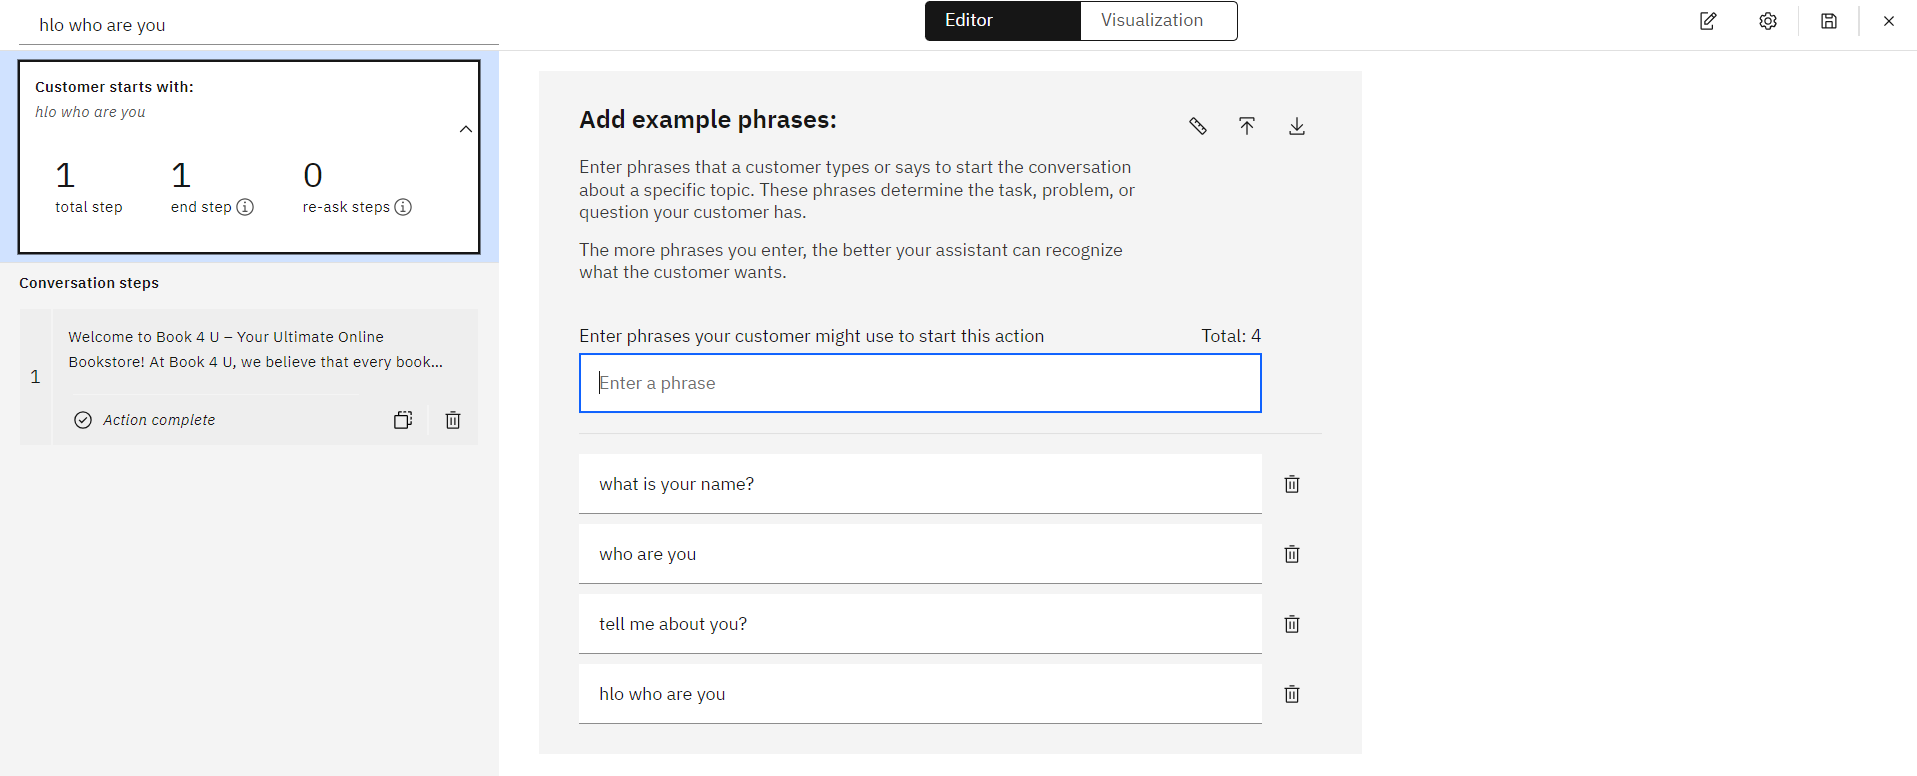 hlo who are you
Editor
Visualization
Customer starts with:
hlo who are you
1
total step
1
end step
0
re-ask steps
Conversation steps
1
Welcome to Book 4 U – Your Ultimate Online
Bookstore! At Book 4 U, we believe that every book...
Action complete
Add example phrases:
Enter phrases that a customer types or says to start the conversation
about a specific topic. These phrases determine the task, problem, or
question your customer has.
The more phrases you enter, the better your assistant can recognize
what the customer wants.
Enter phrases your customer might use to start this action
Total: 4
Enter a phrase
what is your name?
who are you
tell me about you?
hlo who are you